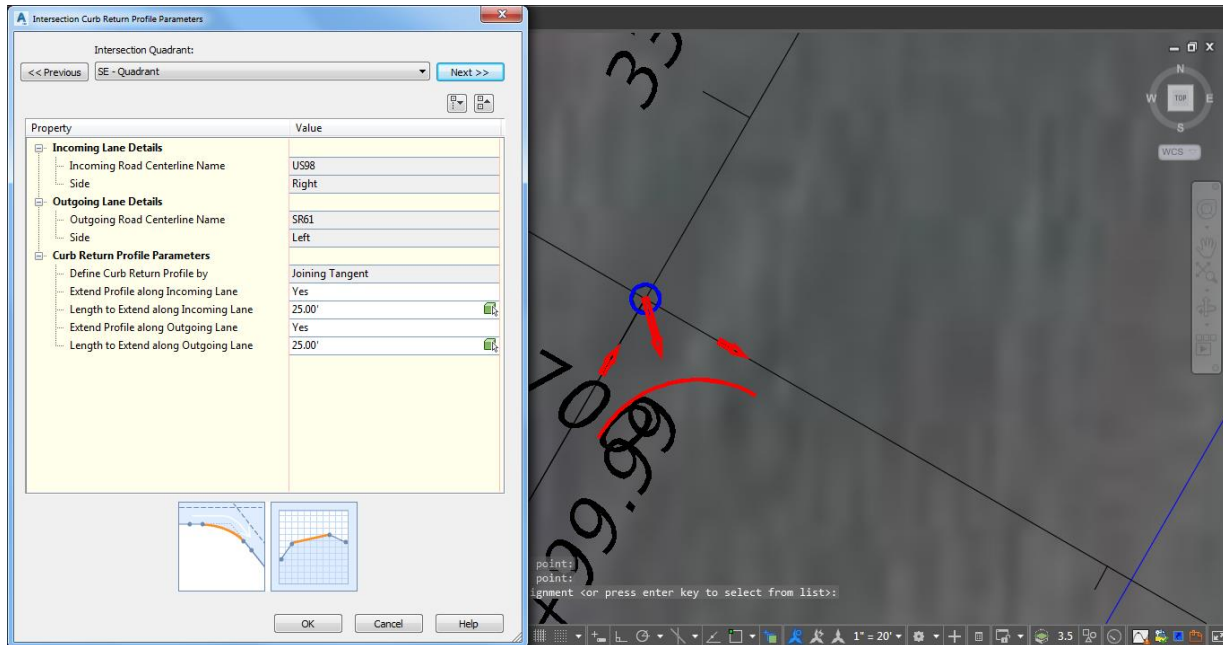 Intersection Curb Return Profile Parameters
Intersection Quadrant:
<< Previous SE - Quadrant Next >>
Property Value
Incoming Lane Details
Incoming Road Centerline Name US98
Side Right
Outgoing Lane Details
Outgoing Road Centerline Name SR61
Side Left
Curb Return Profile Parameters
Define Curb Return Profile by Joining Tangent
Extend Profile along Incoming Lane Yes
Length to Extend along Incoming Lane 25.00'
Extend Profile along Outgoing Lane Yes
Length to Extend along Outgoing Lane 25.00'
OK Cancel Help
N
W TOP E
S
WCS
70
99.99
point:
point:
ignment <or press enter key to select from list>:
1" = 20' 3.5